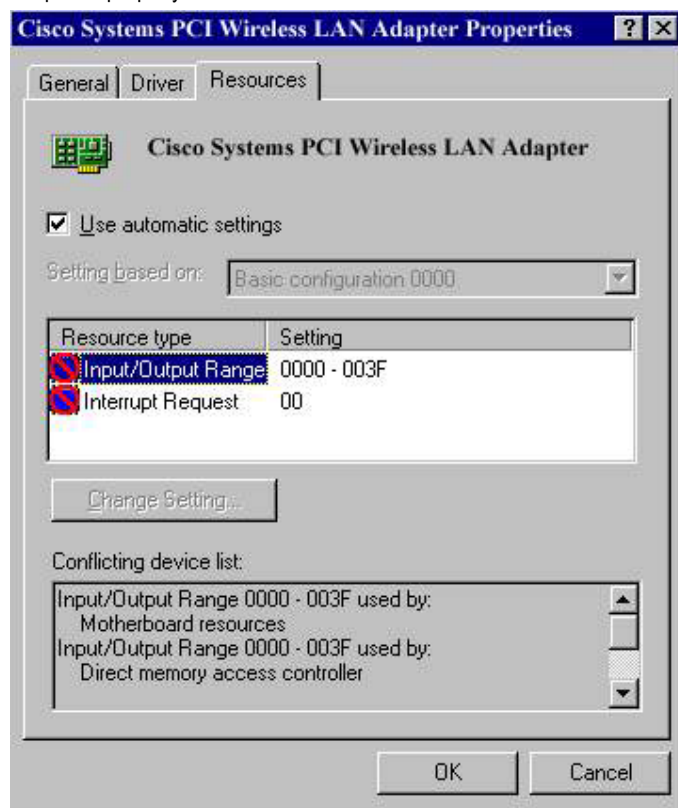 Cisco Systems PCI Wireless LAN Adapter Properties ? X
General Driver Resources
Cisco Systems PCI Wireless LAN Adapter
Use automatic settings
Setting based on: Basic configuration 0000
Resource type Setting
Input/Output Range 0000 - 003F
Interrupt Request 00
Change Setting...
Conflicting device list:
Input/Output Range 0000 - 003F used by:
Motherboard resources
Input/Output Range 0000 - 003F used by:
Direct memory access controller
OK Cancel